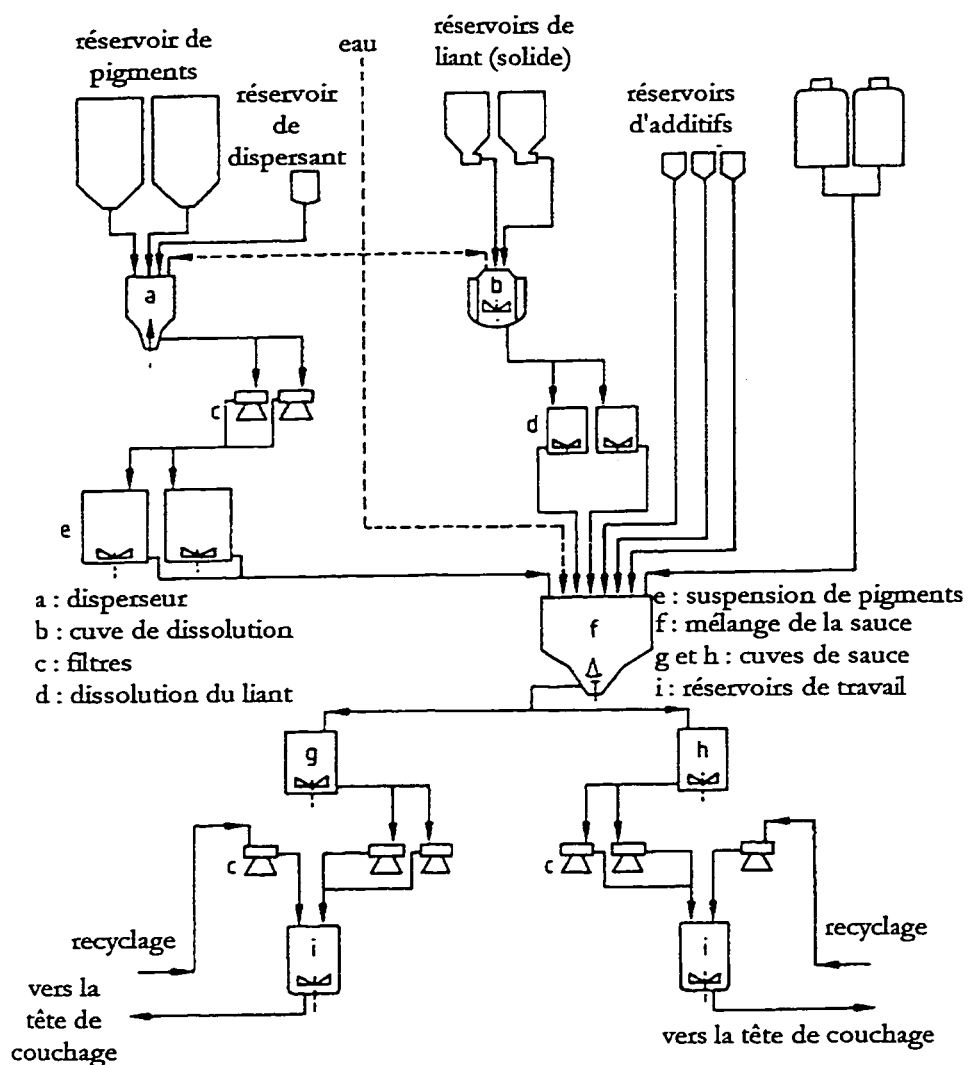 réservoir de
pigments
eau
réservoirs de
liant (solide)
réservoir
de
dispersant
réservoirs
d'additifs
a
b
c
d
e
a : disperseur
b : cuve de dissolution
c : filtres
d : dissolution du liant
f
e : suspension de pigments
f : mélange de la sauce
g et h : cuves de sauce
i : réservoirs de travail
g
h
c
c
recyclage
i
i
recyclage
vers la
tête de
couchage
vers la tête de couchage